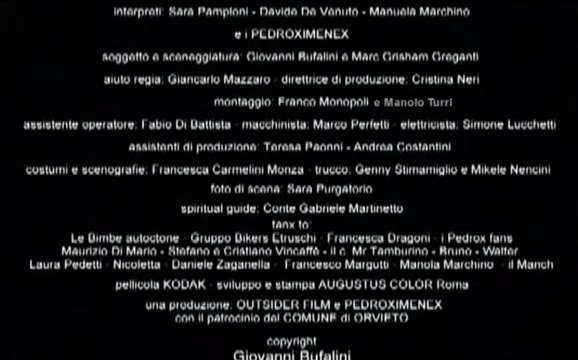 interpreti: Sara Pamploni - Davide De Venuto - Manuela Marchino
e i PEDROXIMENEX
soggetto e sceneggiatura: Giovanni Bufalini e Marc Grisham Greganti
aiuto regia: Giancarlo Mazzaro - direttrice di produzione: Cristina Neri
montaggio: Franco Monopoli e Manolo Turri
assistente operatore: Fabio Di Battista - macchinista: Marco Perfetti - elettricista: Simone Lucchetti
assistenti di produzione: Teresa Paonni - Andrea Costantini
costumi e scenografie: Francesca Carmelini Monza - trucco: Genny Stimamiglio e Mikele Nencini
foto di scena: Sara Purgatorio
spiritual guide: Conte Gabriele Martinetto
tanx to:
Le Bimbe autoctone - Gruppo Bikers Etruschi - Francesca Dragoni - i Pedrox fans
Maurizio Di Mario - Stefano e Cristiano Vincaffè - il c. Mr Tamburino - Bruno - Walter
Laura Pedetti - Nicoletta - Daniele Zaganella - Francesco Margutti - Manola Marchino - il Manch
pellicola KODAK - sviluppo e stampa AUGUSTUS COLOR Roma
una produzione: OUTSIDER FILM e PEDROXIMENEX
con il patrocinio del COMUNE di ORVIETO
copyright
Giovanni Bufalini